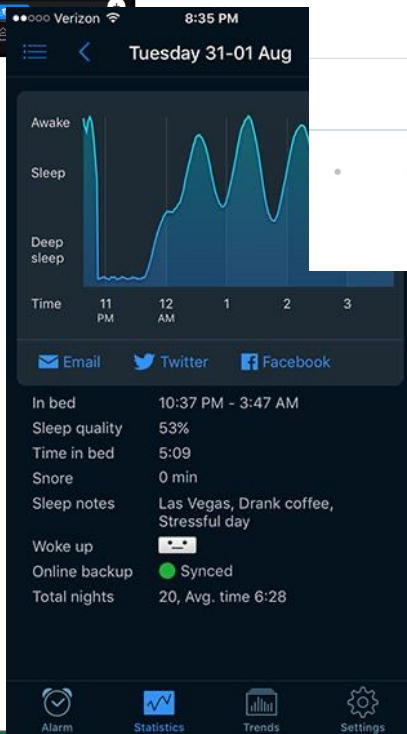 ●●○○○ Verizon 8:35 PM
Tuesday 31-01 Aug
Awake
Sleep
Deep
sleep
Time 11 PM 12 AM 1 2 3
Email Twitter Facebook
In bed 10:37 PM - 3:47 AM
Sleep quality 53%
Time in bed 5:09
Snore 0 min
Sleep notes Las Vegas, Drank coffee,
Stressful day
Woke up
Online backup Synced
Total nights 20, Avg. time 6:28
Alarm Statistics Trends Settings